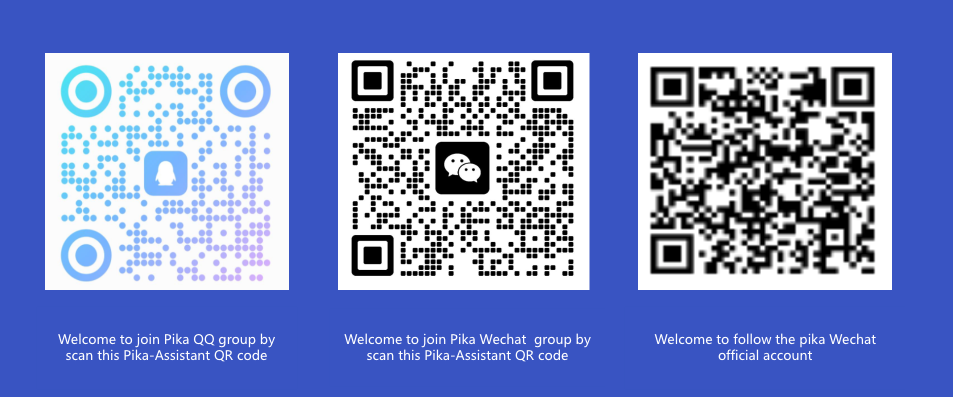 Welcome to join Pika QQ group by
scan this Pika-Assistant QR code
Welcome to join Pika Wechat  group by
scan this Pika-Assistant QR code
Welcome to follow the pika Wechat
official account